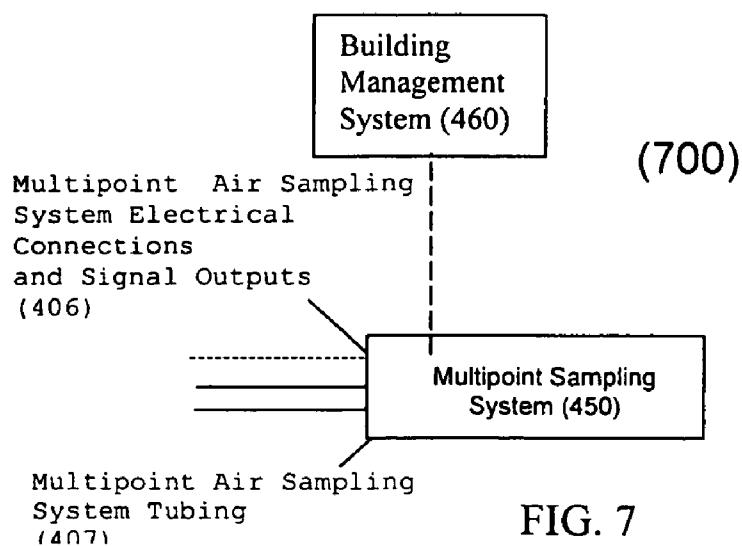 Building
Management
System (460)
(700)
Multipoint Air Sampling
System Electrical
Connections
and Signal Outputs
(406)
Multipoint Sampling
System (450)
Multipoint Air Sampling
System Tubing
(407)
FIG. 7